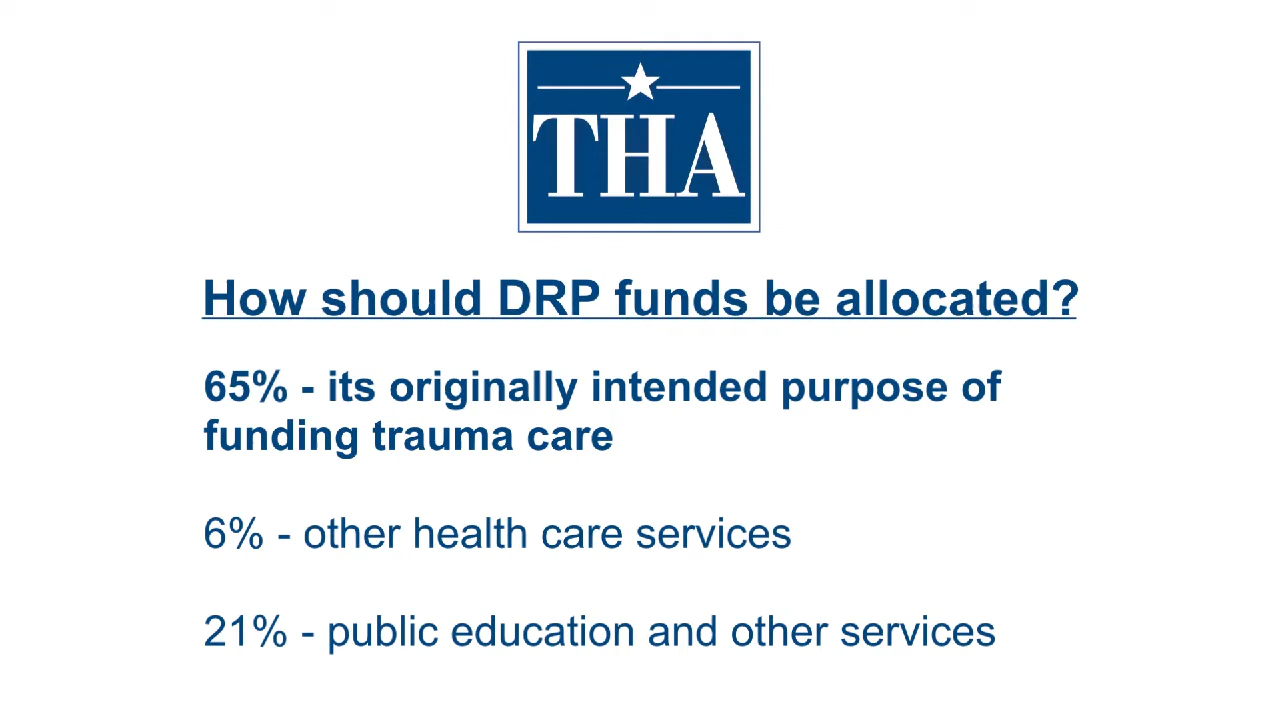 THA
How should DRP funds be allocated?
65% - its originally intended purpose of
funding trauma care
6% - other health care services
21% - public education and other services